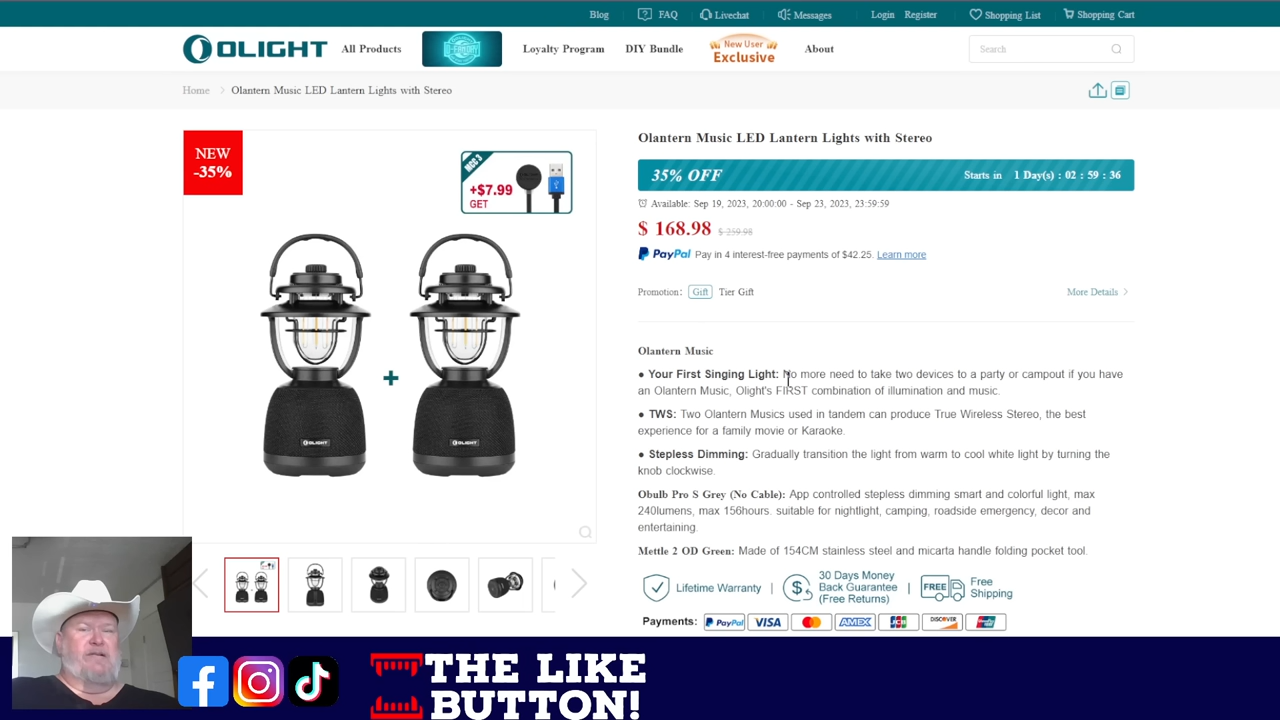 Blog
FAQ
Livechat
Messages
Login
Register
Shopping List
Shopping Cart
OLIGHT
All Products
Loyalty Program
DIY Bundle
New User
Exclusive
About
Search
Home
Olantern Music LED Lantern Lights with Stereo
NEW
-35%
MCC 3
+$7.99
GET
OLIGHT
OLIGHT
Olantern Music LED Lantern Lights with Stereo
35% OFF
Starts in 1 Day(s) : 02 : 59 : 36
Available: Sep 19, 2023, 20:00:00 - Sep 23, 2023, 23:59:59
$ 168.98 $ 259.98
PayPal Pay in 4 interest-free payments of $42.25. Learn more
Promotion: Gift Tier Gift
More Details
Olantern Music
● Your First Singing Light: No more need to take two devices to a party or campout if you have
an Olantern Music, Olight's FIRST combination of illumination and music.
● TWS: Two Olantern Musics used in tandem can produce True Wireless Stereo, the best
experience for a family movie or Karaoke.
● Stepless Dimming: Gradually transition the light from warm to cool white light by turning the
knob clockwise.
Obulb Pro S Grey (No Cable): App controlled stepless dimming smart and colorful light, max
240lumens, max 156hours. suitable for nightlight, camping, roadside emergency, decor and
entertaining.
Mettle 2 OD Green: Made of 154CM stainless steel and micarta handle folding pocket tool.
Lifetime Warranty
30 Days Money
Back Guarantee
(Free Returns)
FREE
Free
Shipping
Payments: PayPal VISA AMEX JCB DISCOVER
THE LIKE
BUTTON!